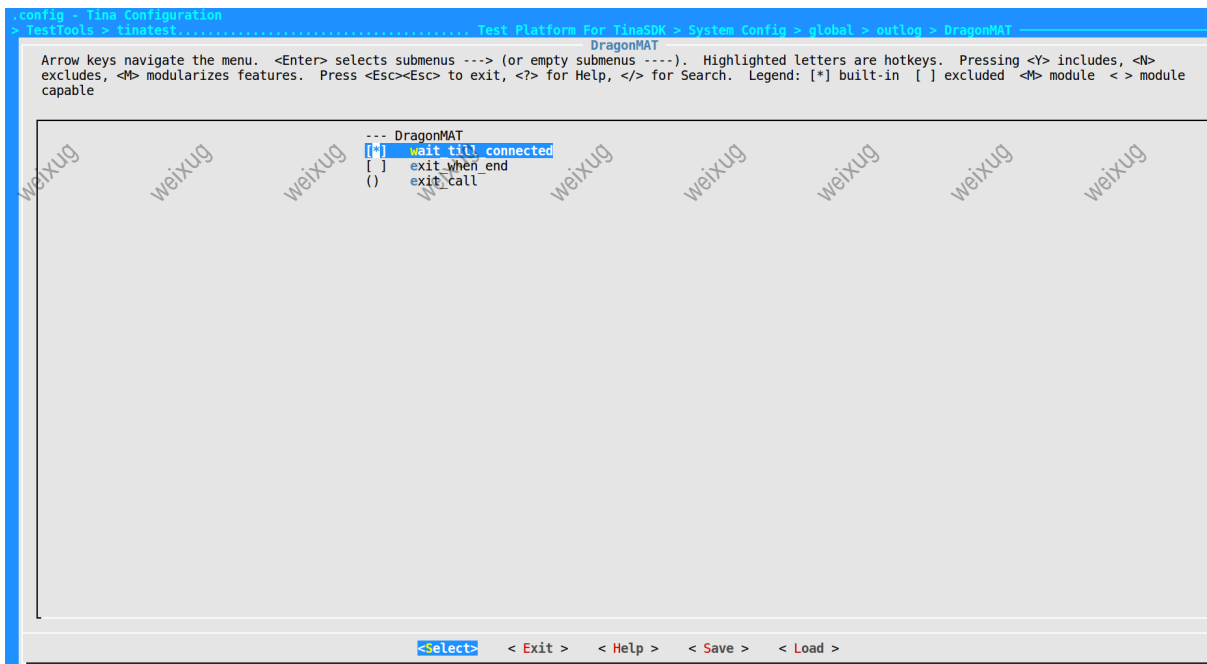 .config - Tina Configuration
> TestTools > tinatest....................................... Test Platform For TinaSDK > System Config > global > outlog > DragonMAT
DragonMAT
Arrow keys navigate the menu.  <Enter> selects submenus ---> (or empty submenus ----).  Highlighted letters are hotkeys.  Pressing <Y> includes, <N>
excludes, <M> modularizes features.  Press <Esc><Esc> to exit, <?> for Help, </> for Search.  Legend: [*] built-in  [ ] excluded  <M> module  < > module
capable
--- DragonMAT
[*]   wait till connected
[ ]   exit_when_end
()    exit_call
weixug weixug weixug weixug weixug weixug weixug weixug weixug
<Select>    < Exit >    < Help >    < Save >    < Load >